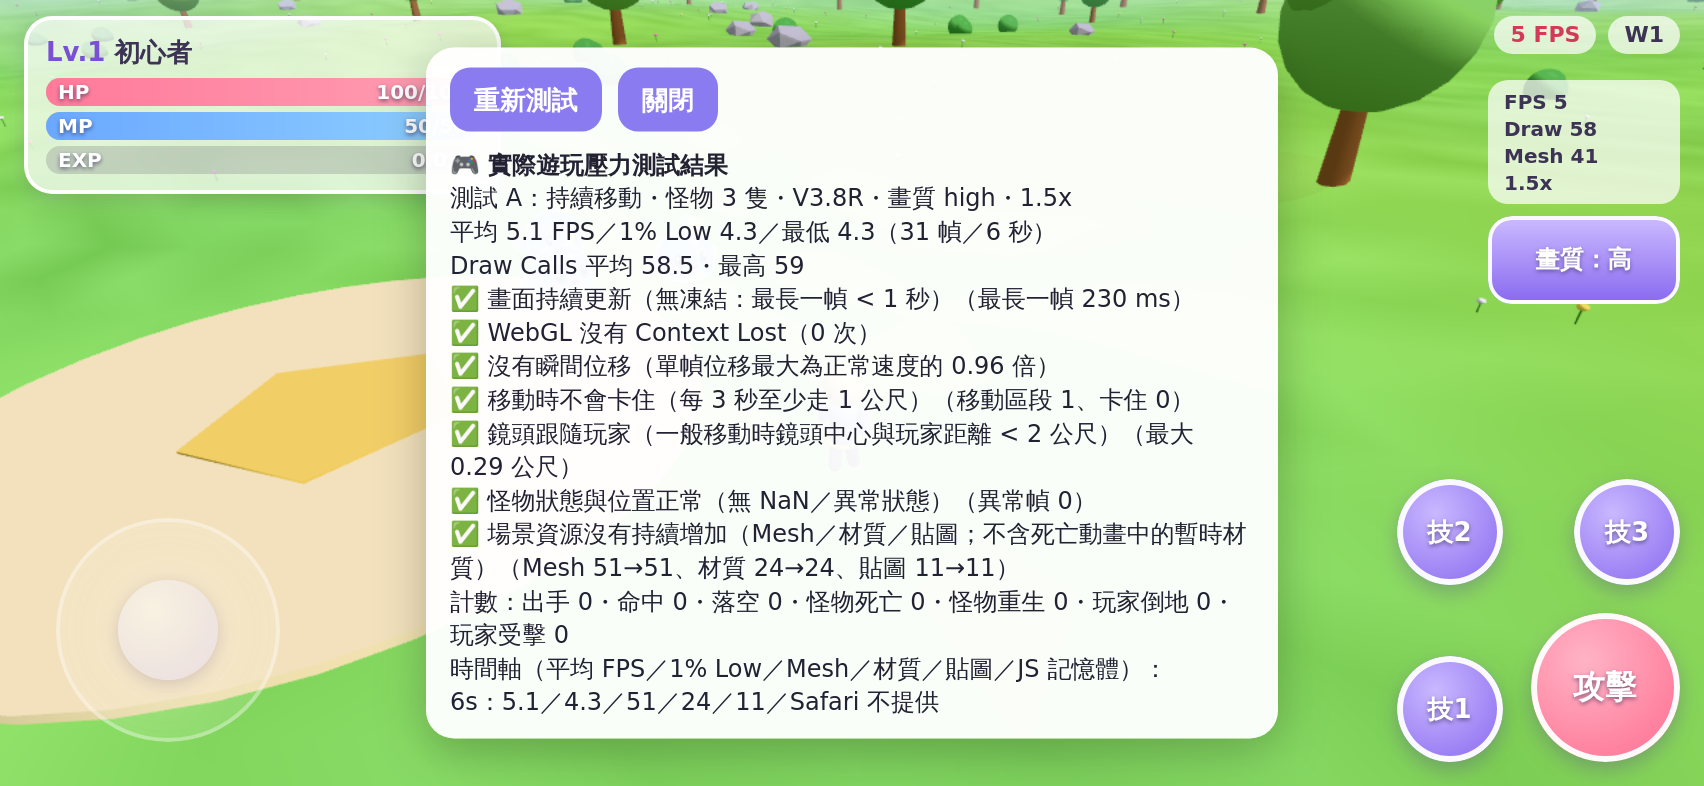 Lv.1 初心者
HP 100/
MP 50
EXP 0
重新測試
關閉
🎮 實際遊玩壓力測試結果
測試 A：持續移動・怪物 3 隻・V3.8R・畫質 high・1.5x
平均 5.1 FPS／1% Low 4.3／最低 4.3（31 幀／6 秒）
Draw Calls 平均 58.5・最高 59
✅ 畫面持續更新（無凍結：最長一幀 < 1 秒）（最長一幀 230 ms）
✅ WebGL 沒有 Context Lost（0 次）
✅ 沒有瞬間位移（單幀位移最大為正常速度的 0.96 倍）
✅ 移動時不會卡住（每 3 秒至少走 1 公尺）（移動區段 1、卡住 0）
✅ 鏡頭跟隨玩家（一般移動時鏡頭中心與玩家距離 < 2 公尺）（最大
0.29 公尺）
✅ 怪物狀態與位置正常（無 NaN／異常狀態）（異常幀 0）
✅ 場景資源沒有持續增加（Mesh／材質／貼圖；不含死亡動畫中的暫時材
質）（Mesh 51→51、材質 24→24、貼圖 11→11）
計數：出手 0・命中 0・落空 0・怪物死亡 0・怪物重生 0・玩家倒地 0・
玩家受擊 0
時間軸（平均 FPS／1% Low／Mesh／材質／貼圖／JS 記憶體）：
6s：5.1／4.3／51／24／11／Safari 不提供
5 FPS
W1
FPS 5
Draw 58
Mesh 41
1.5x
畫質：高
技2
技3
技1
攻擊